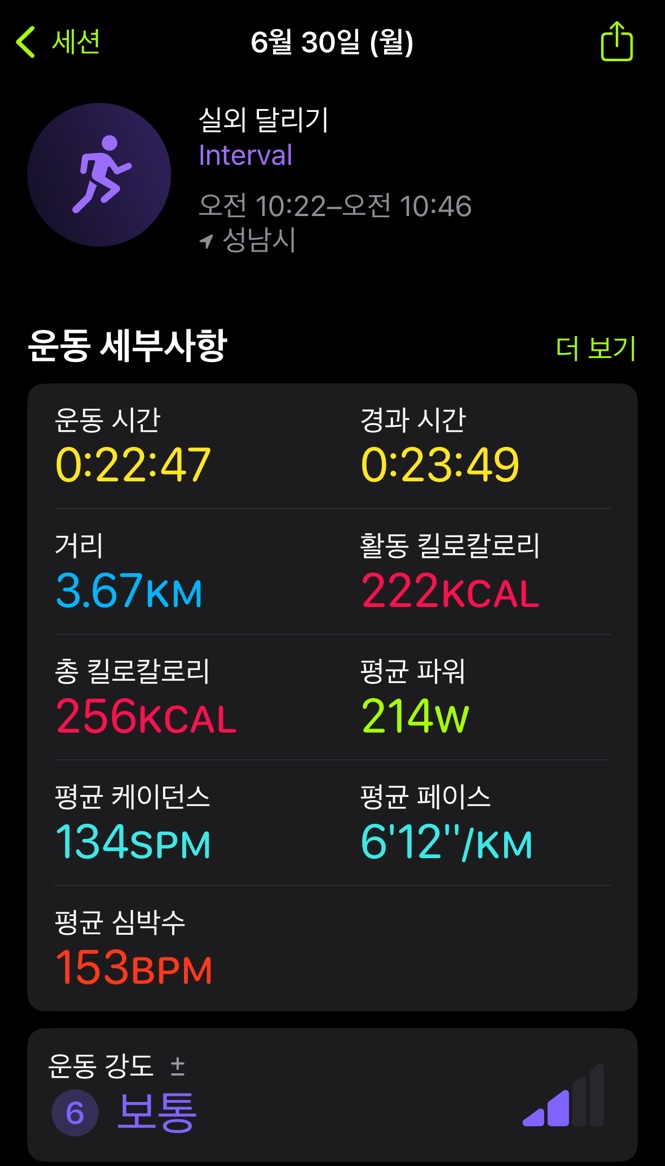 세션
6월 30일 (월)
실외 달리기
Interval
오전 10:22–오전 10:46
성남시
운동 세부사항
더 보기
운동 시간
경과 시간
0:22:47
0:23:49
거리
활동 킬로칼로리
3.67KM
222KCAL
총 킬로칼로리
평균 파워
256KCAL
214W
평균 케이던스
평균 페이스
134SPM
6'12''/KM
평균 심박수
153BPM
운동 강도 ±
6 보통